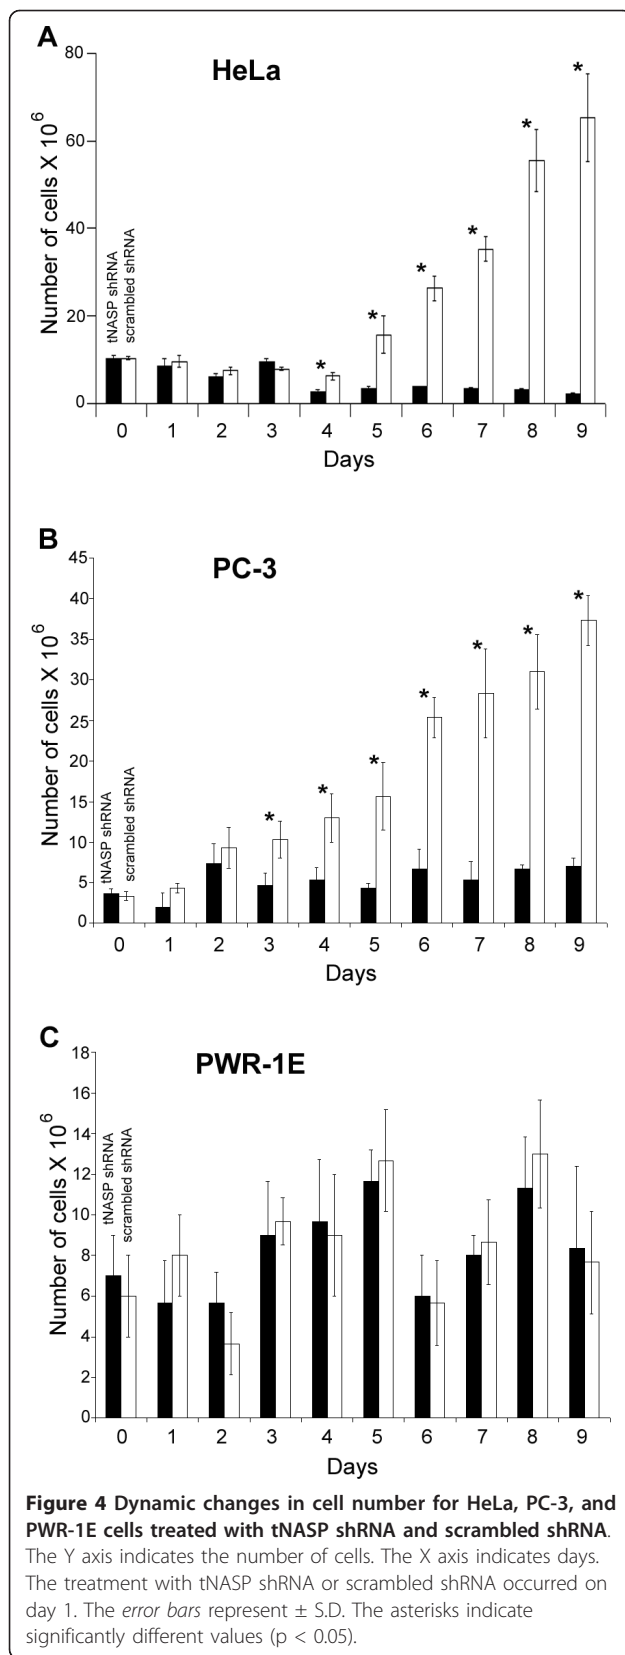 A
HeLa
Number of cells X 10^6
80
60
40
20
0
tNASP shRNA
scrambled shRNA
* * * * * *
0 1 2 3 4 5 6 7 8 9
Days
B
PC-3
Number of cells X 10^6
45
40
35
30
25
20
15
10
5
0
tNASP shRNA
scrambled shRNA
* * * * * * *
0 1 2 3 4 5 6 7 8 9
Days
C
PWR-1E
Number of cells X 10^6
18
16
14
12
10
8
6
4
2
0
tNASP shRNA
scrambled shRNA
0 1 2 3 4 5 6 7 8 9
Days
Figure 4 Dynamic changes in cell number for HeLa, PC-3, and
PWR-1E cells treated with tNASP shRNA and scrambled shRNA.
The Y axis indicates the number of cells. The X axis indicates days.
The treatment with tNASP shRNA or scrambled shRNA occurred on
day 1. The error bars represent ± S.D. The asterisks indicate
significantly different values (p < 0.05).